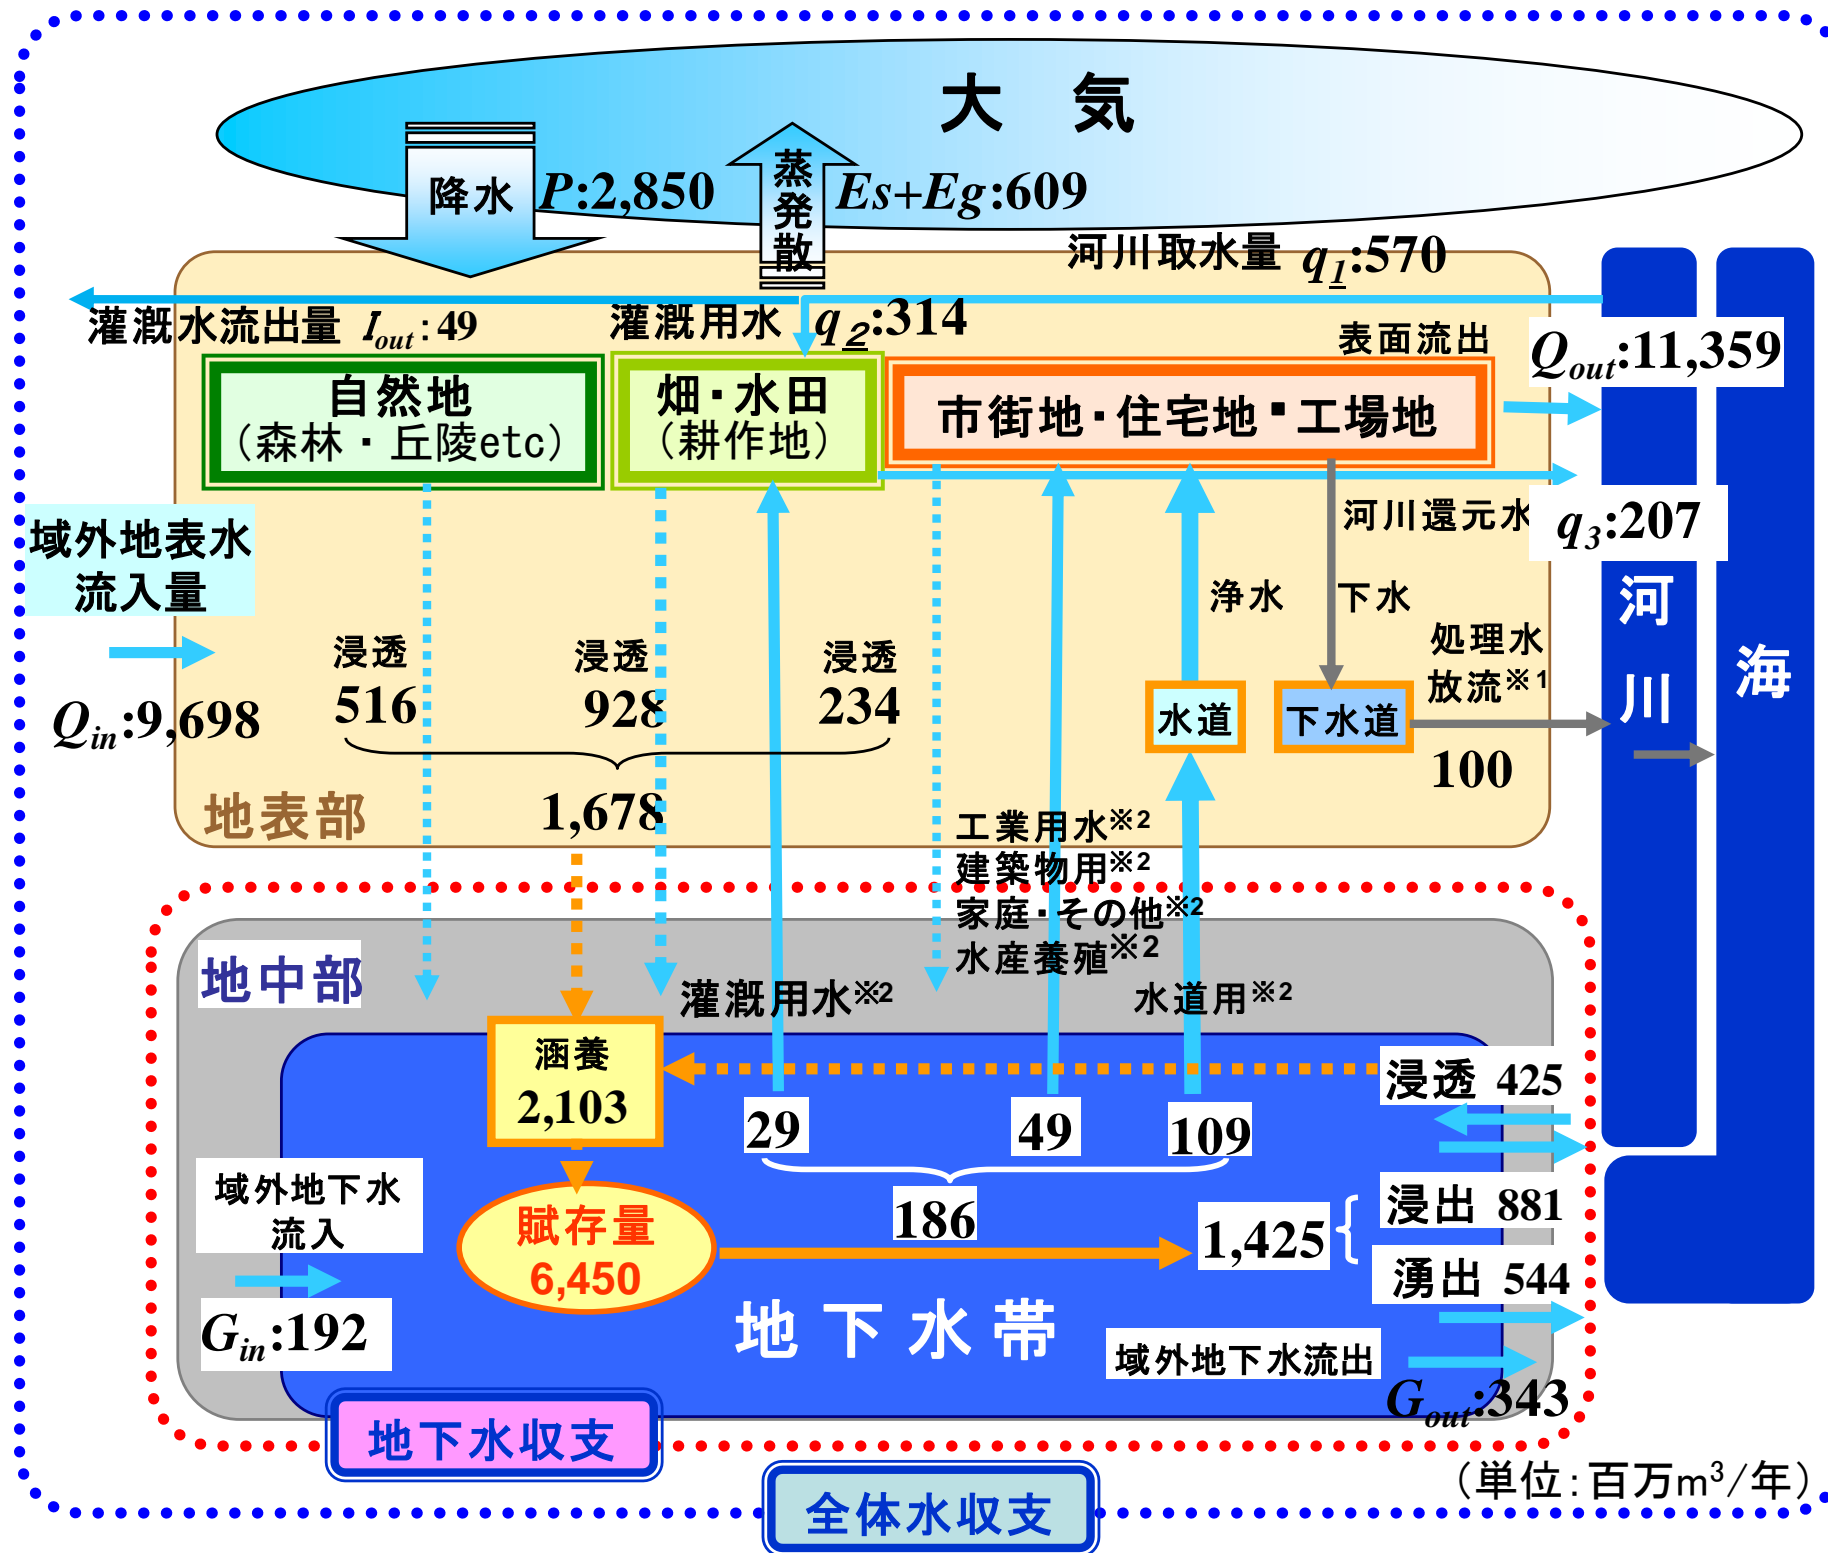 大　気
降水
P:2,850
蒸発散
Es+Eg:609
河川取水量 q1:570
灌漑水流出量 Iout:49
灌漑用水 q2:314
表面流出
Qout:11,359
自然地
（森林・丘陵etc）
畑・水田
（耕作地）
市街地・住宅地・工場地
河川還元水
q3:207
域外地表水
流入量
Qin:9,698
浄水
下水
処理水
放流※1
100
河川
海
浸透
516
浸透
928
浸透
234
水道
下水道
地表部
1,678
工業用水※2
建築物用※2
家庭・その他※2
水産養殖※2
地中部
灌漑用水※2
水道用※2
涵養
2,103
29
49
109
186
浸透 425
域外地下水
流入
Gin:192
賦存量
6,450
1,425
浸出 881
湧出 544
地下水帯
域外地下水流出
Gout:343
地下水収支
全体水収支
（単位：百万m³/年）